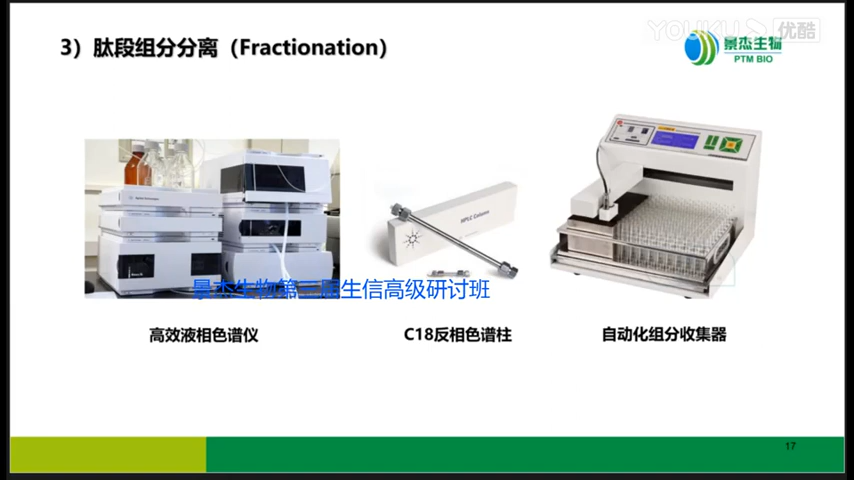 3）肽段组分分离（Fractionation）
YOUKU 优酷
景杰生物
PTM BIO
HPLC Column
景杰生物第三届生信高级研讨班
高效液相色谱仪
C18反相色谱柱
自动化组分收集器
17